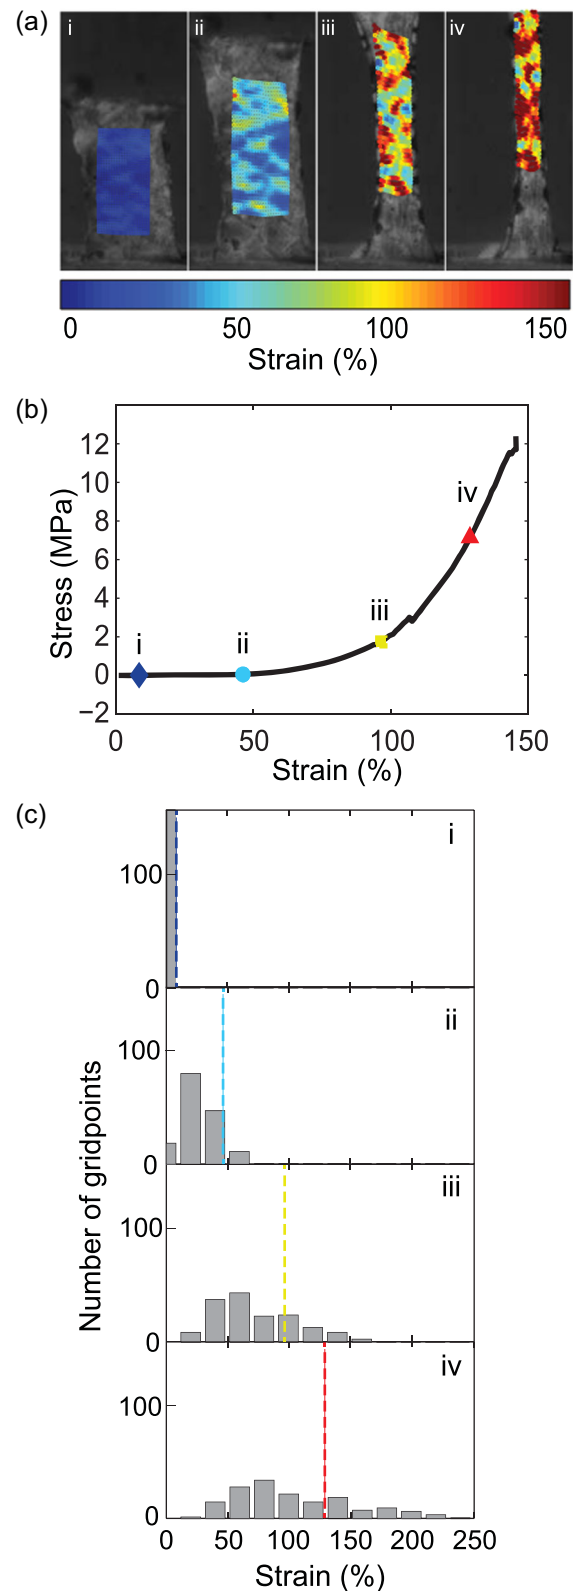 (a)
i ii iii iv
0 50 100 150
Strain (%)
(b)
12
10
8
6
4
2
0
−2
Stress (MPa)
i ii iii iv
0 50 100 150
Strain (%)
(c)
i
100
0
ii
100
0
iii
100
0
iv
100
0
Number of gridpoints
0 50 100 150 200 250
Strain (%)